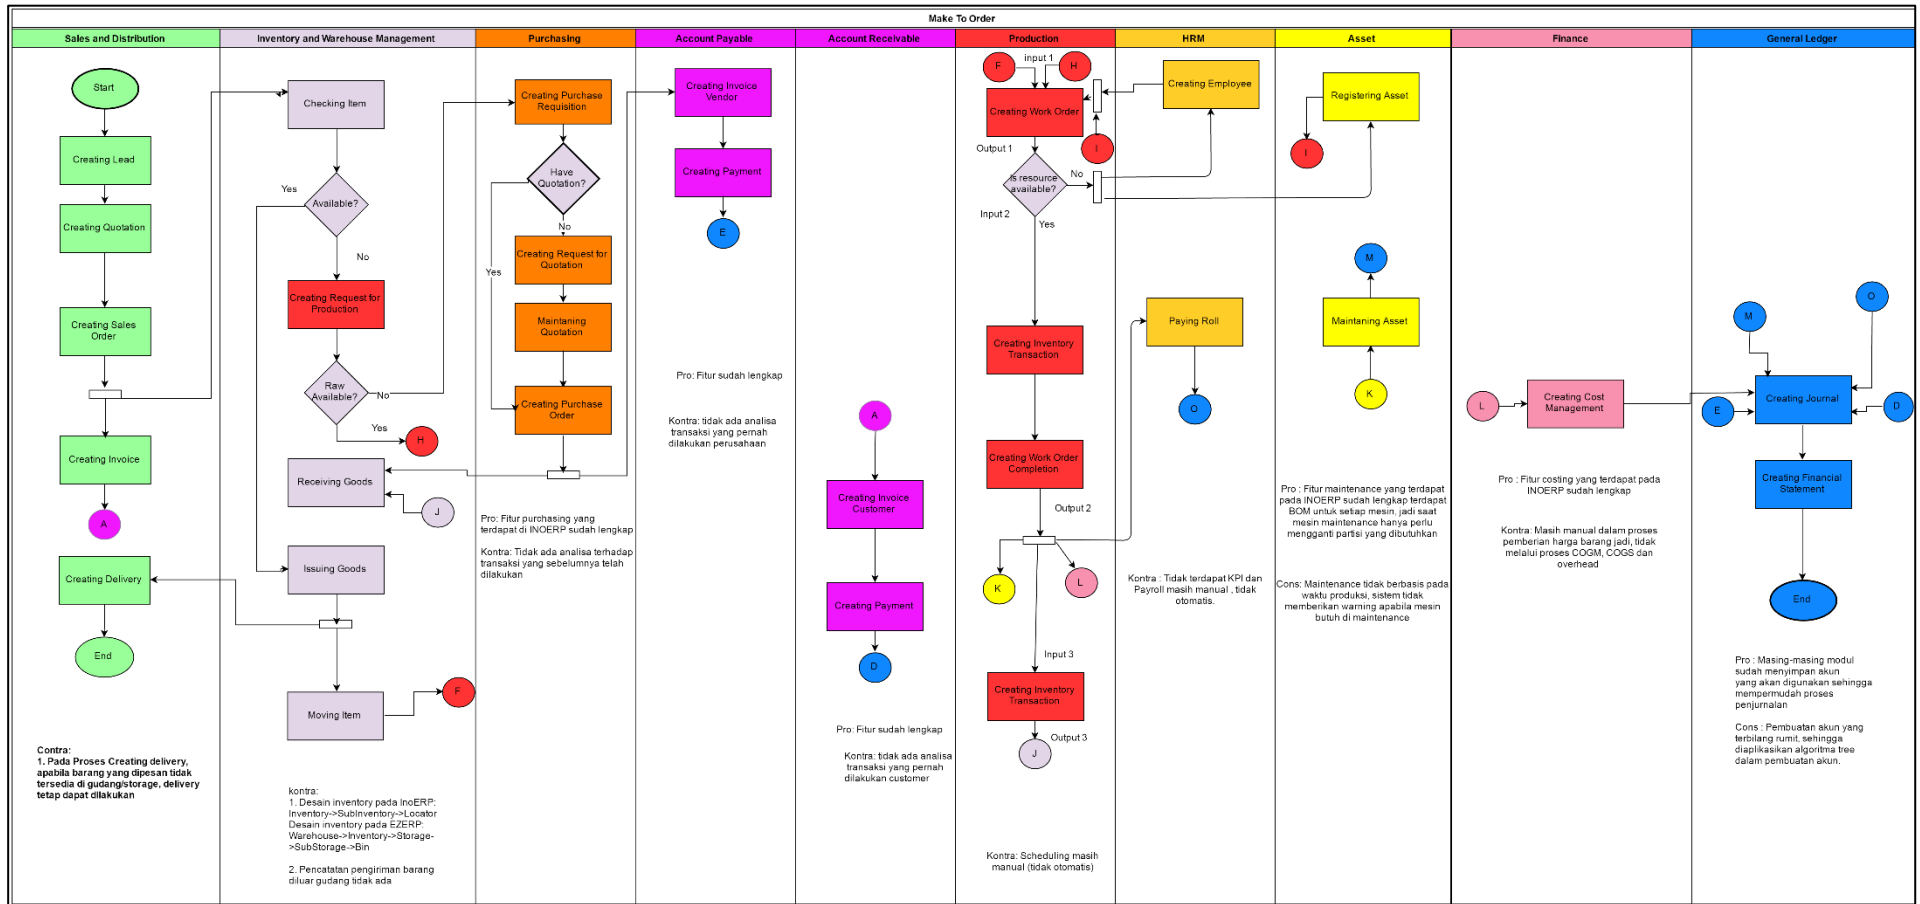 Make To Order
Sales and Distribution
Inventory and Warehouse Management
Purchasing
Account Payable
Account Receivable
Production
HRM
Asset
Finance
General Ledger
Start
Creating Lead
Creating Quotation
Creating Sales
Order
Creating Invoice
A
Creating Delivery
End
Contra:
1. Pada Proses Creating delivery,
apabila barang yang dipesan tidak
tersedia di gudang/storage, delivery
tetap dapat dilakukan
Checking Item
Yes
Available?
No
Creating Request for
Production
Raw
Available?
No
Yes
H
Receiving Goods
J
Issuing Goods
Moving Item
F
kontra:
1. Desain inventory pada InoERP:
Inventory->SubInventory->Locator
Desain inventory pada EZERP:
Warehouse->Inventory->Storage-
>SubStorage->Bin
2. Pencatatan pengiriman barang
diluar gudang tidak ada
Creating Purchase
Requisition
Have
Quotation?
No
Creating Request for
Quotation
Yes
Maintaning
Quotation
Creating Purchase
Order
Pro: Fitur purchasing yang
terdapat di INOERP sudah lengkap
Kontra: Tidak ada analisa terhadap
transaksi yang sebelumnya telah
dilakukan
Creating Invoice
Vendor
Creating Payment
E
Pro: Fitur sudah lengkap
Kontra: tidak ada analisa
transaksi yang pernah
dilakukan perusahaan
A
Creating Invoice
Customer
Creating Payment
D
Pro: Fitur sudah lengkap
Kontra: tidak ada analisa
transaksi yang pernah
dilakukan customer
F
input 1
H
Creating Work Order
Output 1
I
Is resource
available?
No
Input 2
Yes
Creating Inventory
Transaction
Creating Work Order
Completion
Output 2
K
L
Input 3
Creating Inventory
Transaction
Output 3
J
Kontra: Scheduling masih
manual (tidak otomatis)
Creating Employee
Paying Roll
O
Kontra : Tidak terdapat KPI dan
Payroll masih manual , tidak
otomatis.
Registering Asset
I
M
Maintaning Asset
K
Pro : Fitur maintenance yang terdapat
pada INOERP sudah lengkap terdapat
BOM untuk setiap mesin, jadi saat
mesin maintenance hanya perlu
mengganti partisi yang dibutuhkan
Cons: Maintenance tidak berbasis pada
waktu produksi, sistem tidak
memberikan warning apabila mesin
butuh di maintenance
L
Creating Cost
Management
Pro : Fitur costing yang terdapat pada
INOERP sudah lengkap
Kontra: Masih manual dalam proses
pemberian harga barang jadi, tidak
melalui proses COGM, COGS dan
overhead
O
M
Creating Journal
E
D
Creating Financial
Statement
End
Pro : Masing-masing modul
sudah menyimpan akun
yang akan digunakan sehingga
mempermudah proses
penjurnalan
Cons : Pembuatan akun yang
terbilang rumit, sehingga
diaplikasikan algoritma tree
dalam pembuatan akun.